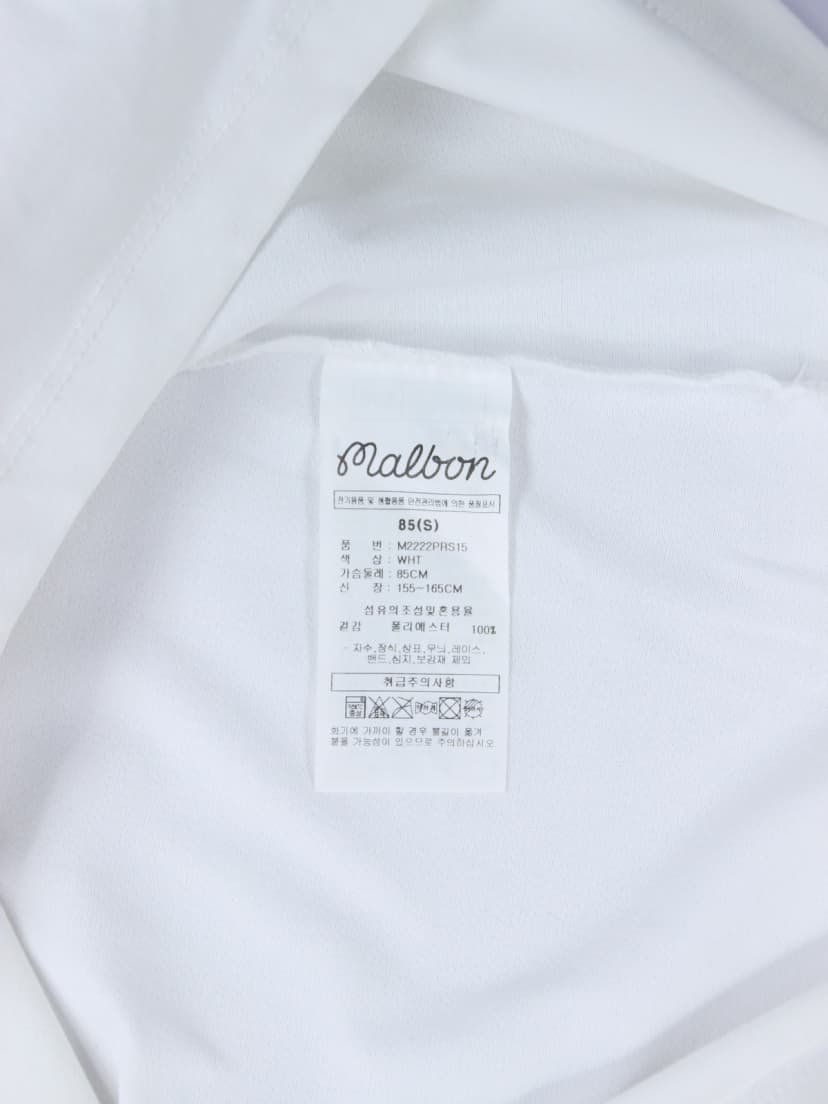 malbon
전기용품 및 생활용품 안전관리법에 의한 품질표시
85(S)
품 번 : M2222PRS15
색 상 : WHT
가슴둘레 : 85CM
신 장 : 155~165CM
섬유의조성및혼용율
겉감 폴리에스터 100%
자수,장식,상표,무늬,레이스,
밴드,심지,보강재 제외
취급주의사항
화기에 가까이 할 경우 불길이 옮겨
붙을 가능성이 있으므로 주의하십시오